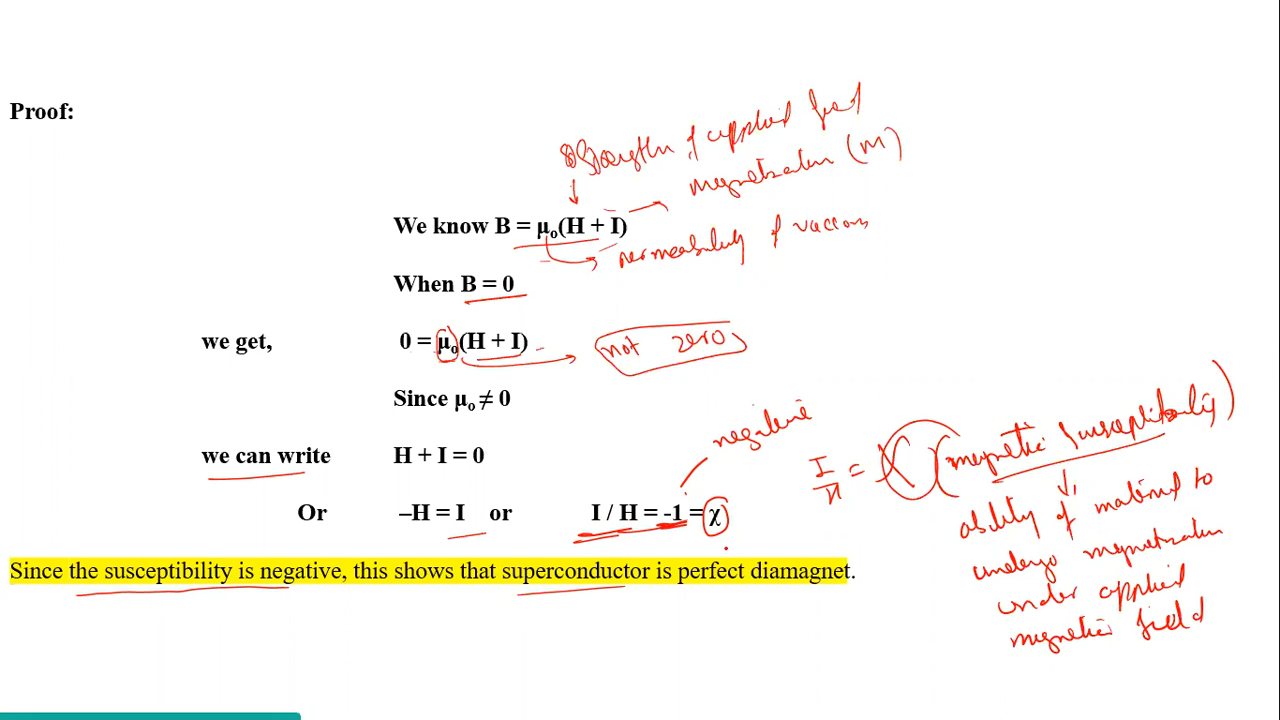 Proof:
Strength of applied field
magnetization (M)
We know B = μo(H + I)
permeability of vaccum
When B = 0
we get, 0 = μo(H + I)
not zero
Since μo ≠ 0
we can write H + I = 0
negative
I/H = χ (magnetic susceptibility)
Or –H = I or I / H = -1 = χ
ability of material to
undergo magnetization
under applied
magnetic field
Since the susceptibility is negative, this shows that superconductor is perfect diamagnet.